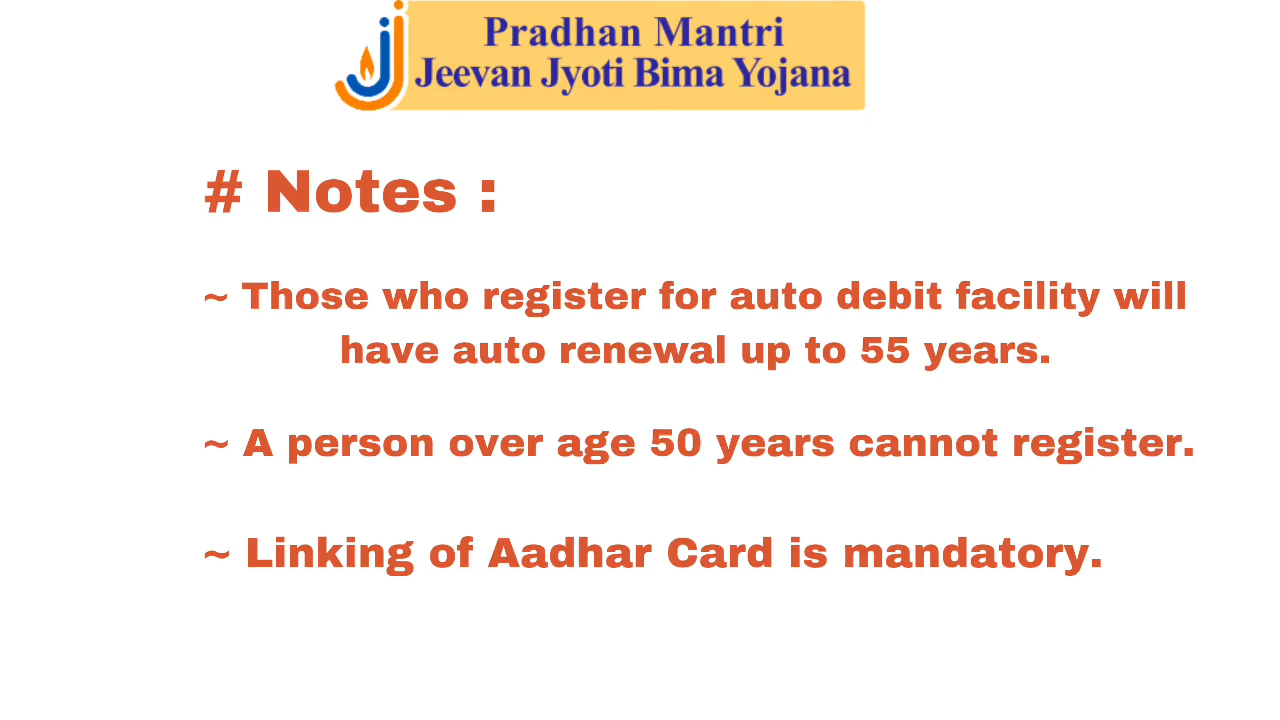 Pradhan Mantri
Jeevan Jyoti Bima Yojana
# Notes :
~ Those who register for auto debit facility will
have auto renewal up to 55 years.
~ A person over age 50 years cannot register.
~ Linking of Aadhar Card is mandatory.